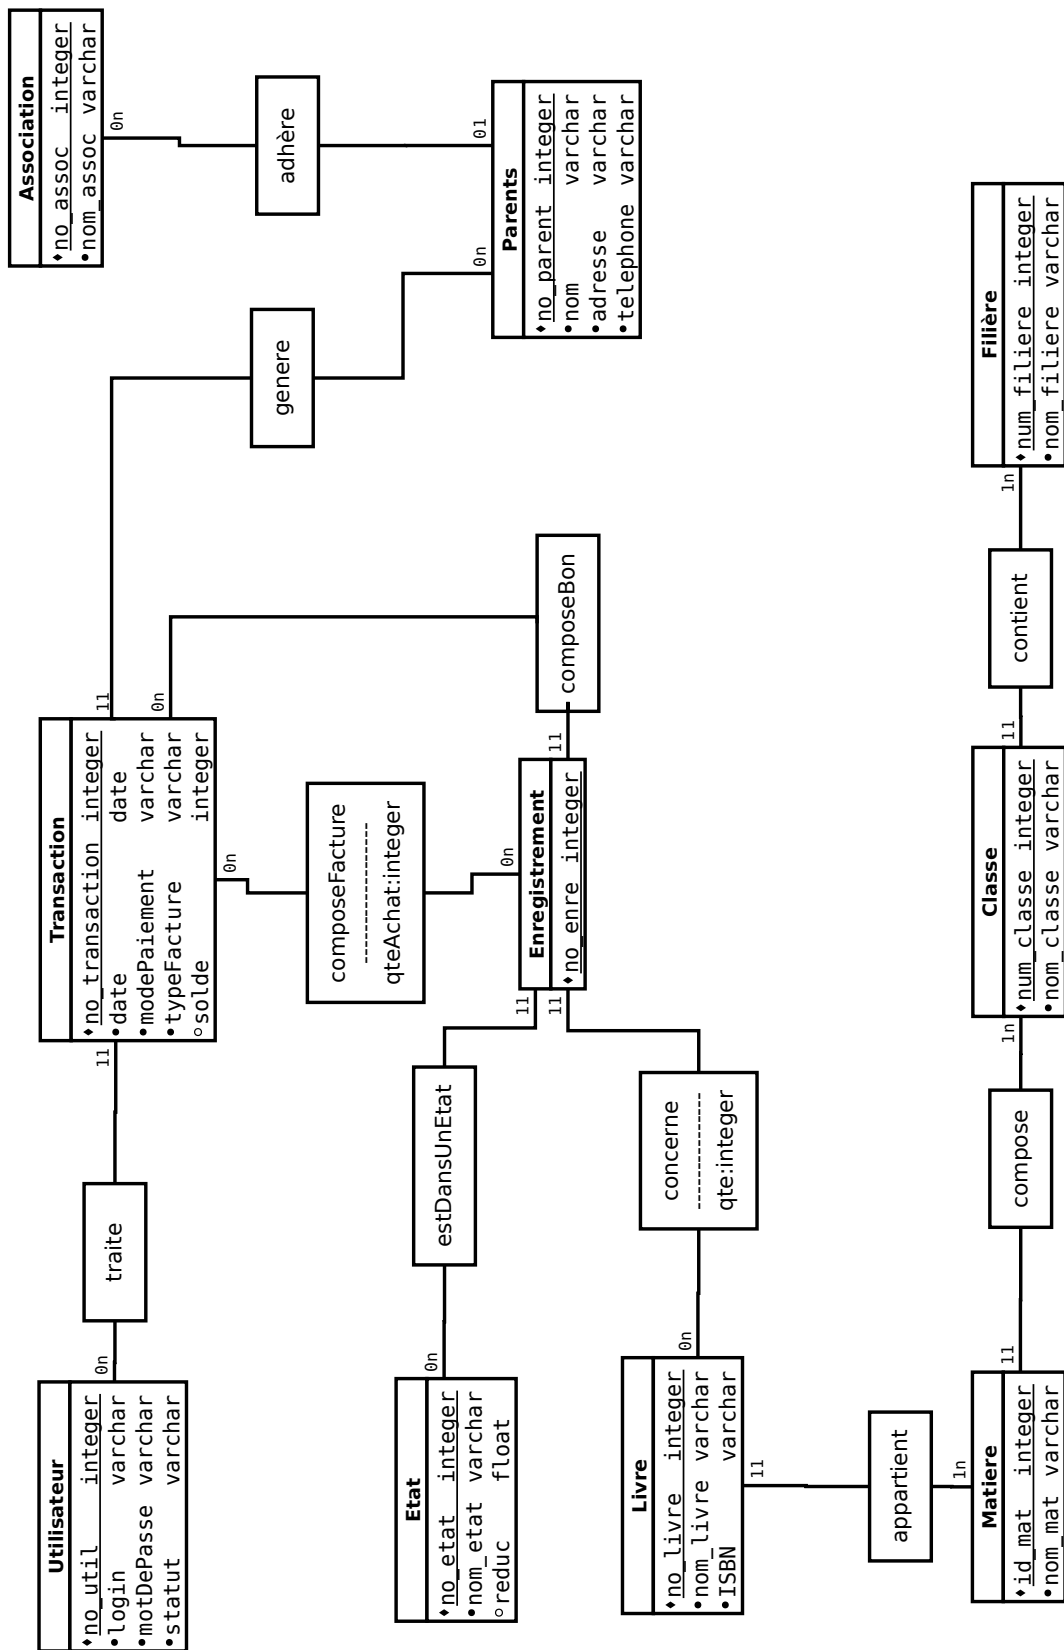 Association
no_assoc integer
nom_assoc varchar
0n
adhère
01
Parents
no_parent integer
nom varchar
adresse varchar
telephone varchar
0n
genere
11
Transaction
no_transaction integer
date date
modePaiement varchar
typeFacture varchar
solde integer
0n
composeBon
11
0n
composeFacture
----------------
qteAchat:integer
0n
Enregistrement
no_enre integer
11
traite
0n
Utilisateur
no_util integer
login varchar
motDePasse varchar
statut varchar
11
estDansUnEtat
0n
Etat
no_etat integer
nom_etat varchar
reduc float
11
concerne
----------------
qte:integer
0n
Livre
no_livre integer
nom_livre varchar
ISBN varchar
11
appartient
1n
Matiere
id_mat integer
nom_mat varchar
11
compose
1n
Classe
num_classe integer
nom_classe varchar
11
contient
1n
Filière
num_filiere integer
nom_filiere varchar